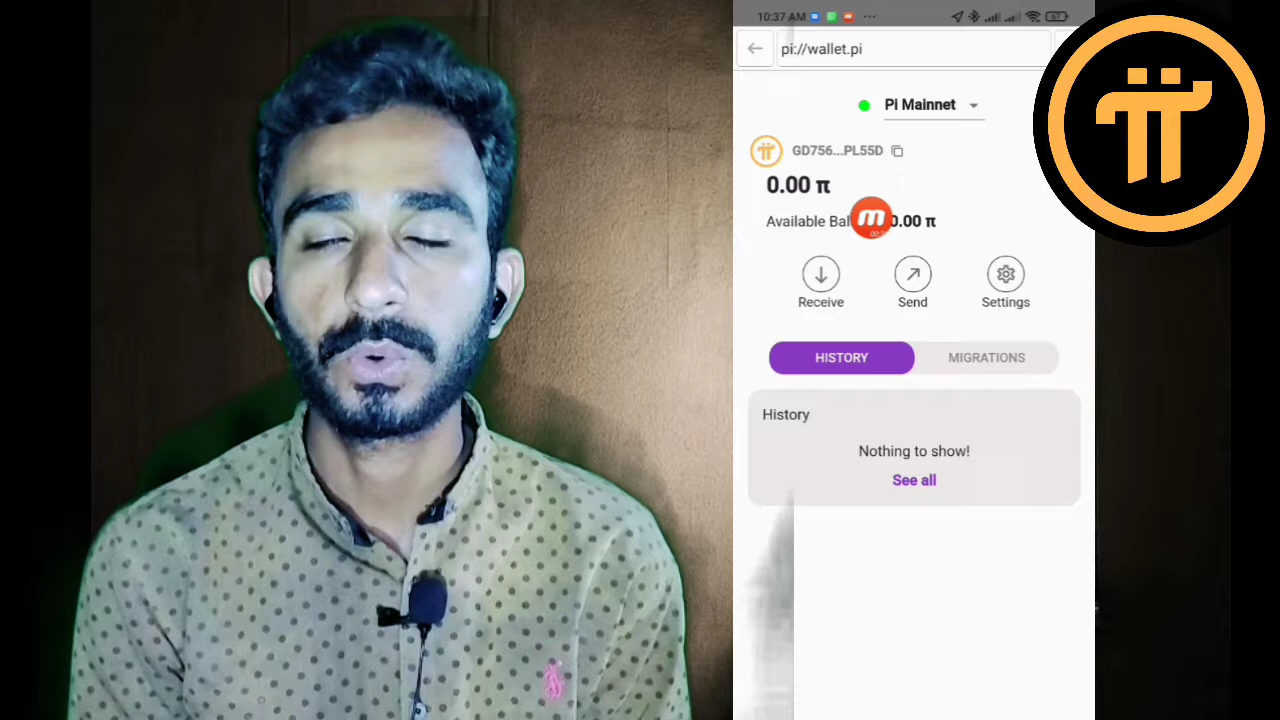 10:37 AM
67
pi://wallet.pi
Pi Mainnet
GD756...PL55D
0.00 π
Available Bal 0.00 π
Receive
Send
Settings
HISTORY
MIGRATIONS
History
Nothing to show!
See all